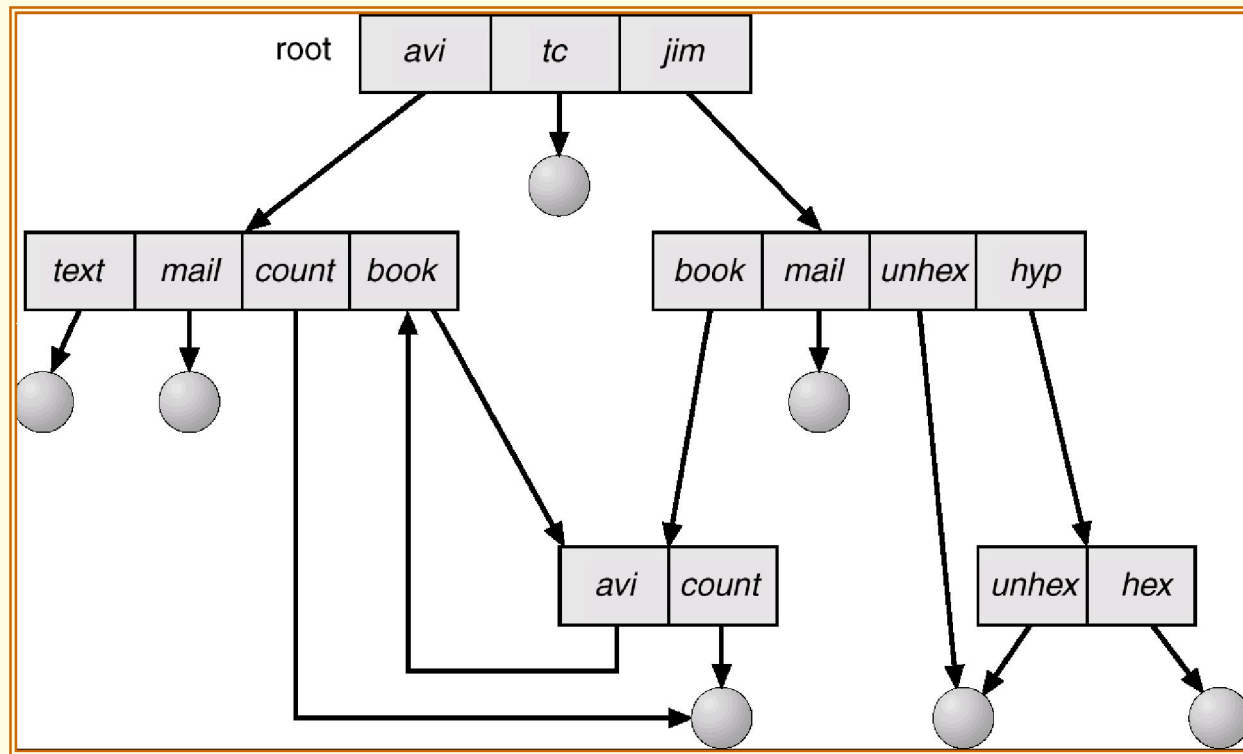 root avi tc jim
text mail count book book mail unhex hyp
avi count unhex hex